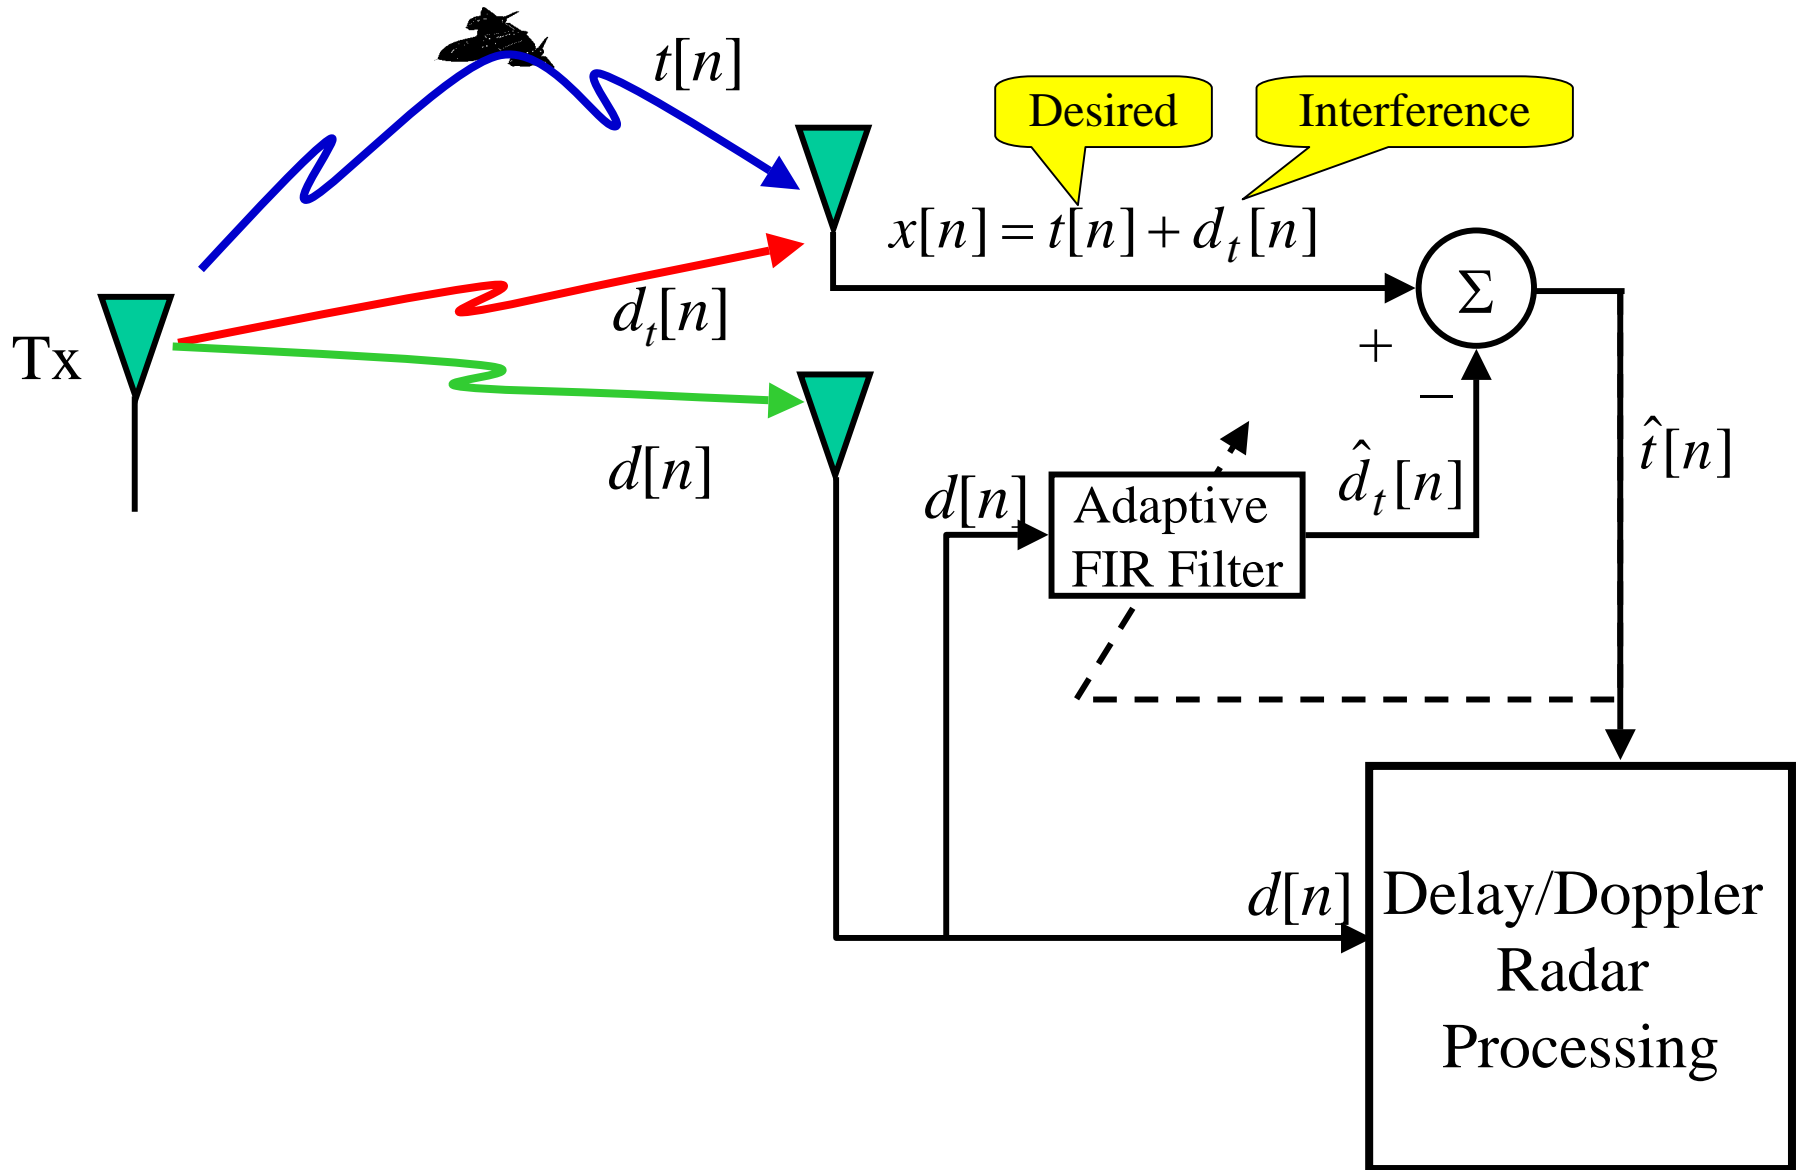 t[n]
Desired
Interference
x[n] = t[n] + d_t[n]
Σ
d_t[n]
Tx
+
−
d[n]
t̂[n]
d̂_t[n]
d[n]
Adaptive
FIR Filter
d[n]
Delay/Doppler
Radar
Processing